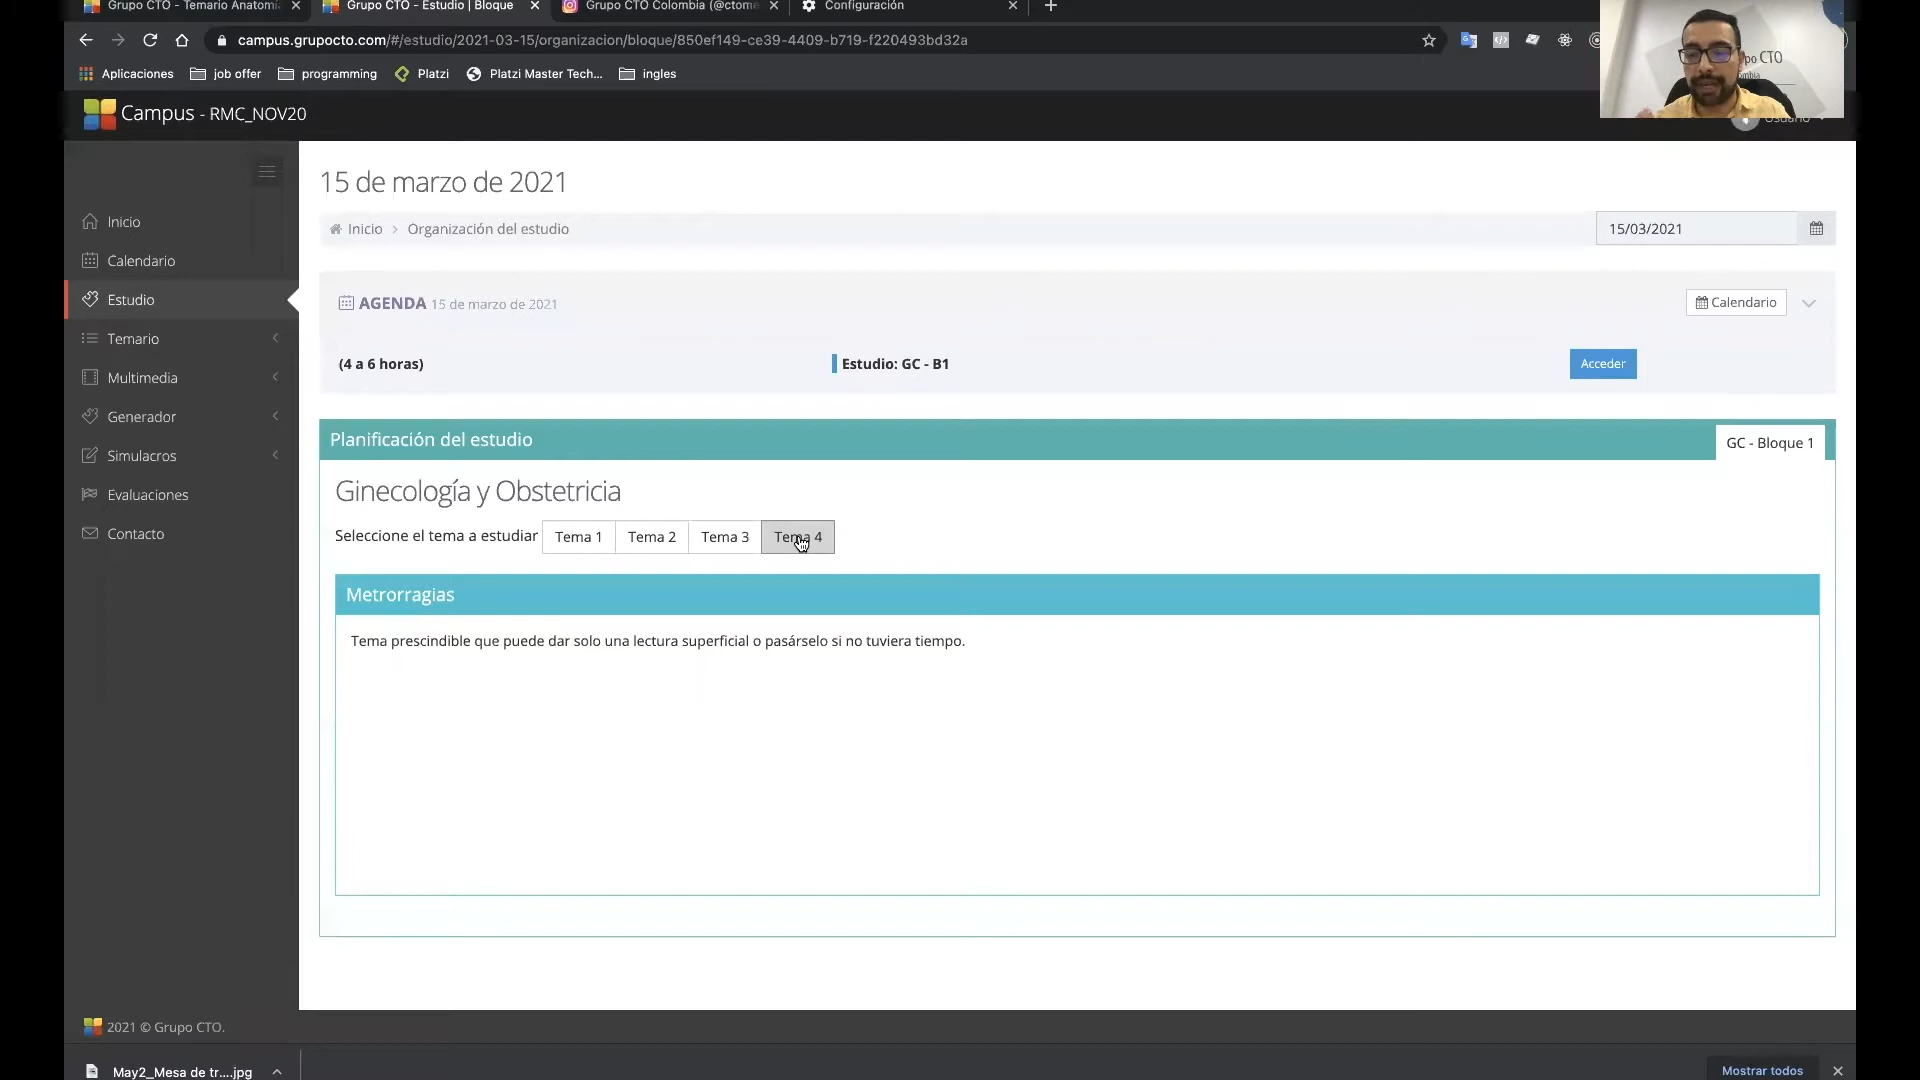 Grupo CTO - Temario Anatomí
Grupo CTO - Estudio | Bloque
Grupo CTO Colombia (@ctome
Configuración
campus.grupocto.com/#/estudio/2021-03-15/organizacion/bloque/850ef149-ce39-4409-b719-f220493bd32a
Aplicaciones
job offer
programming
Platzi
Platzi Master Tech...
ingles
po CTO
Campus - RMC_NOV20
Usuario
15 de marzo de 2021
Inicio > Organización del estudio
15/03/2021
Inicio
Calendario
Estudio
Temario
Multimedia
Generador
Simulacros
Evaluaciones
Contacto
AGENDA 15 de marzo de 2021
Calendario
(4 a 6 horas)
Estudio: GC - B1
Acceder
Planificación del estudio
GC - Bloque 1
Ginecología y Obstetricia
Seleccione el tema a estudiar
Tema 1
Tema 2
Tema 3
Tema 4
Metrorragias
Tema prescindible que puede dar solo una lectura superficial o pasárselo si no tuviera tiempo.
2021 © Grupo CTO.
May2_Mesa de tr....jpg
Mostrar todos